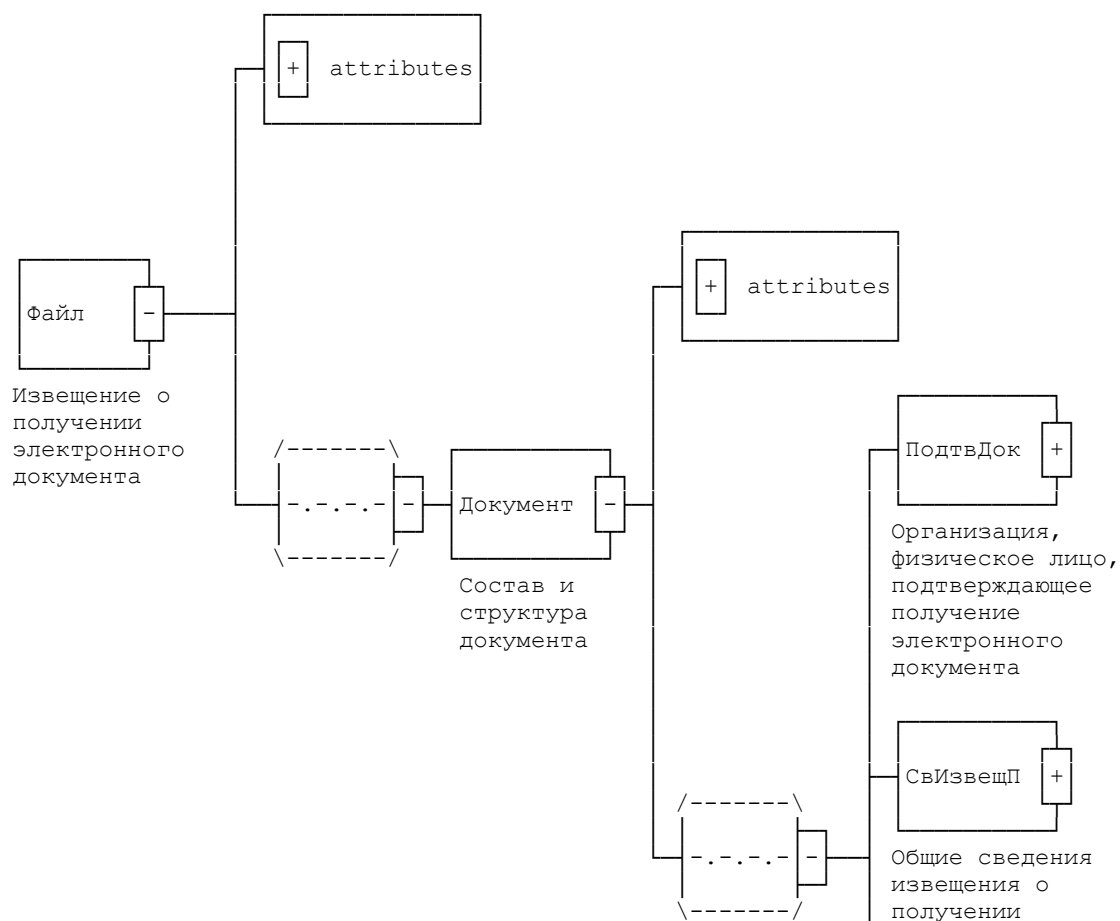 + attributes
+ attributes
Файл -
Извещение о
получении
электронного
документа
-.-.-.- -
Документ -
Состав и
структура
документа
ПодтвДок +
Организация,
физическое лицо,
подтверждающее
получение
электронного
документа
СвИзвещП +
-.-.-.- -
Общие сведения
извещения о
получении